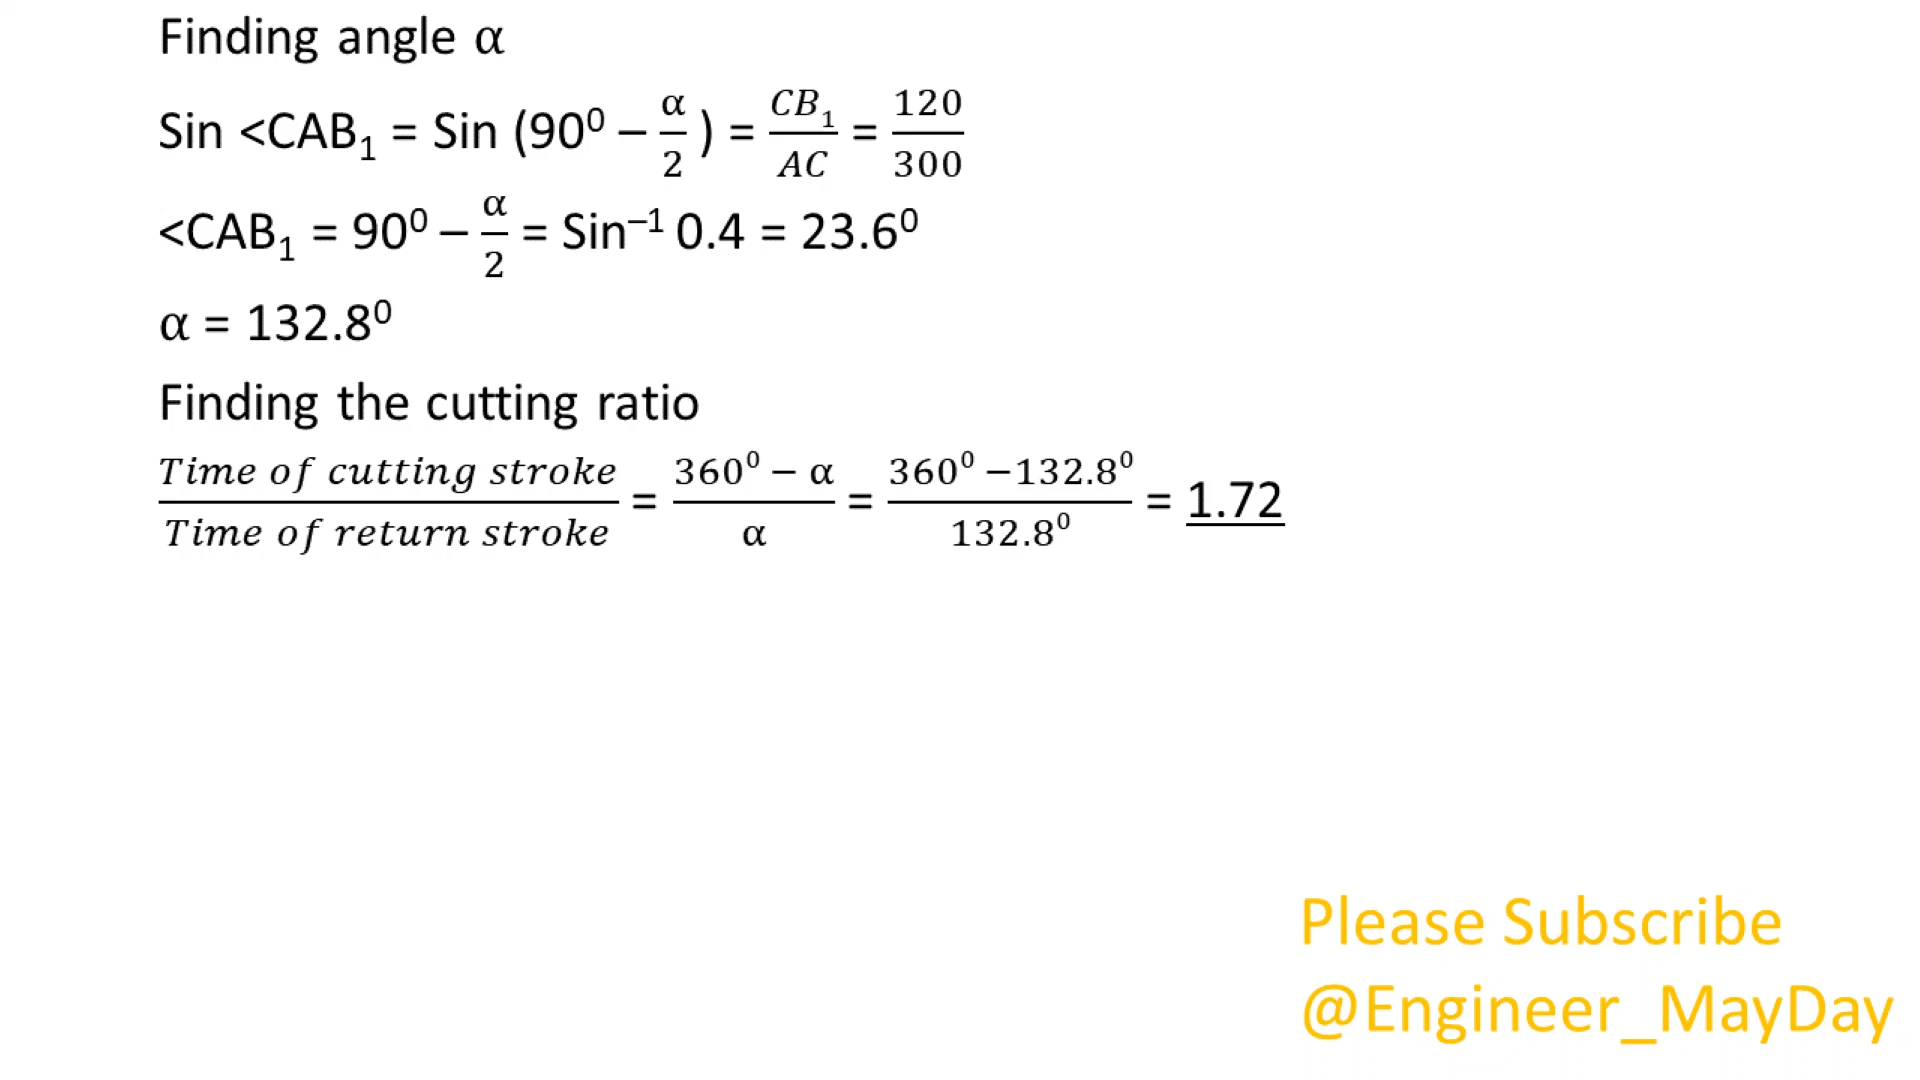 Finding angle α
Sin <CAB₁ = Sin (90⁰ – α/2 ) = CB₁/AC = 120/300
<CAB₁ = 90⁰ – α/2 = Sin⁻¹ 0.4 = 23.6⁰
α = 132.8⁰
Finding the cutting ratio
Time of cutting stroke/Time of return stroke = 360⁰ − α/α = 360⁰ −132.8⁰/132.8⁰ = 1.72
Please Subscribe
@Engineer_MayDay